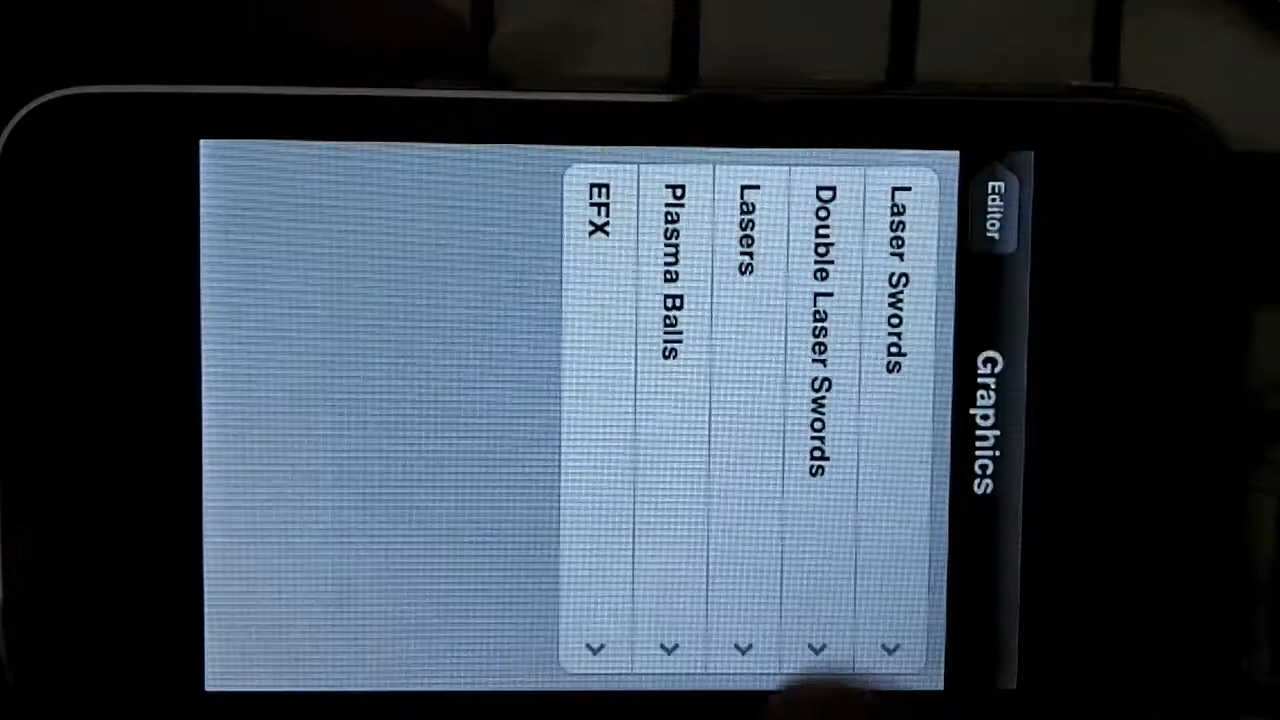 Editor
Graphics
Laser Swords
Double Laser Swords
Lasers
Plasma Balls
EFX